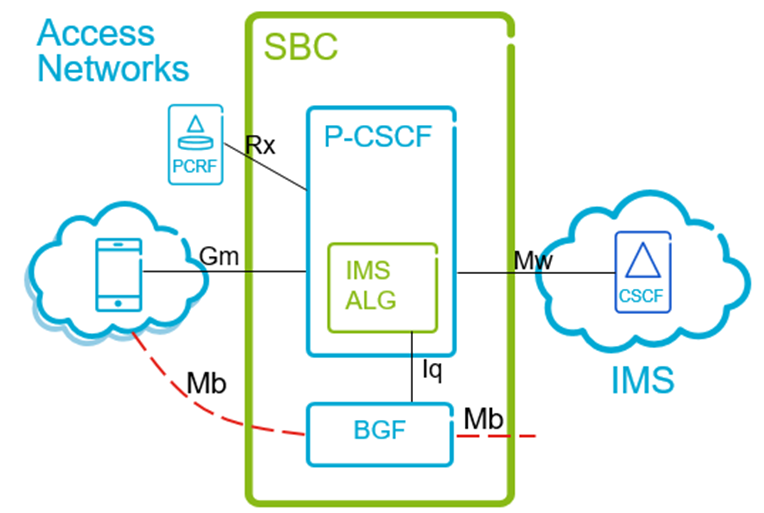 Access
Networks
SBC
P-CSCF
PCRF
Rx
Gm
IMS
ALG
Mw
CSCF
IMS
Iq
Mb
BGF
Mb